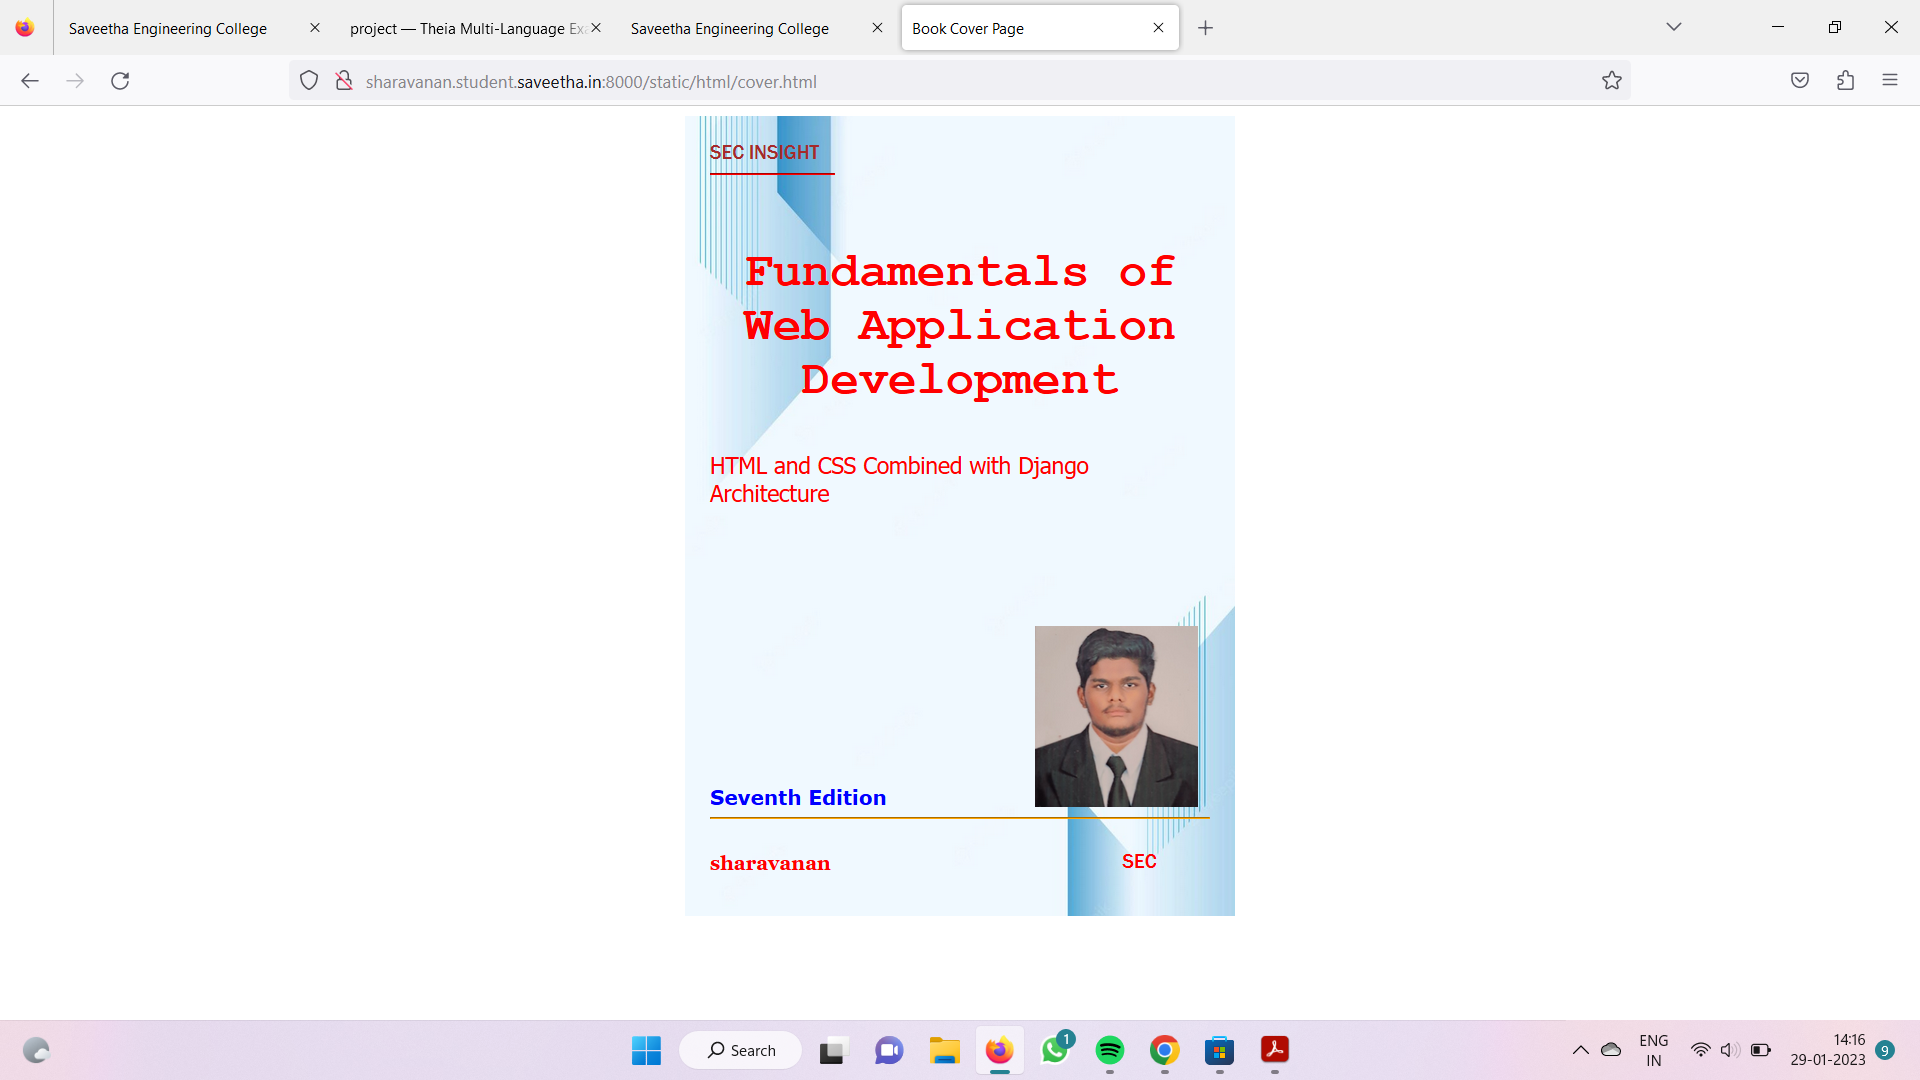 Saveetha Engineering College
project — Theia Multi-Language Ex
Saveetha Engineering College
Book Cover Page
sharavanan.student.saveetha.in:8000/static/html/cover.html
SEC INSIGHT
Fundamentals of
Web Application
Development
HTML and CSS Combined with Django
Architecture
Seventh Edition
sharavanan
SEC
Search
1
ENG
IN
14:16
29-01-2023
9